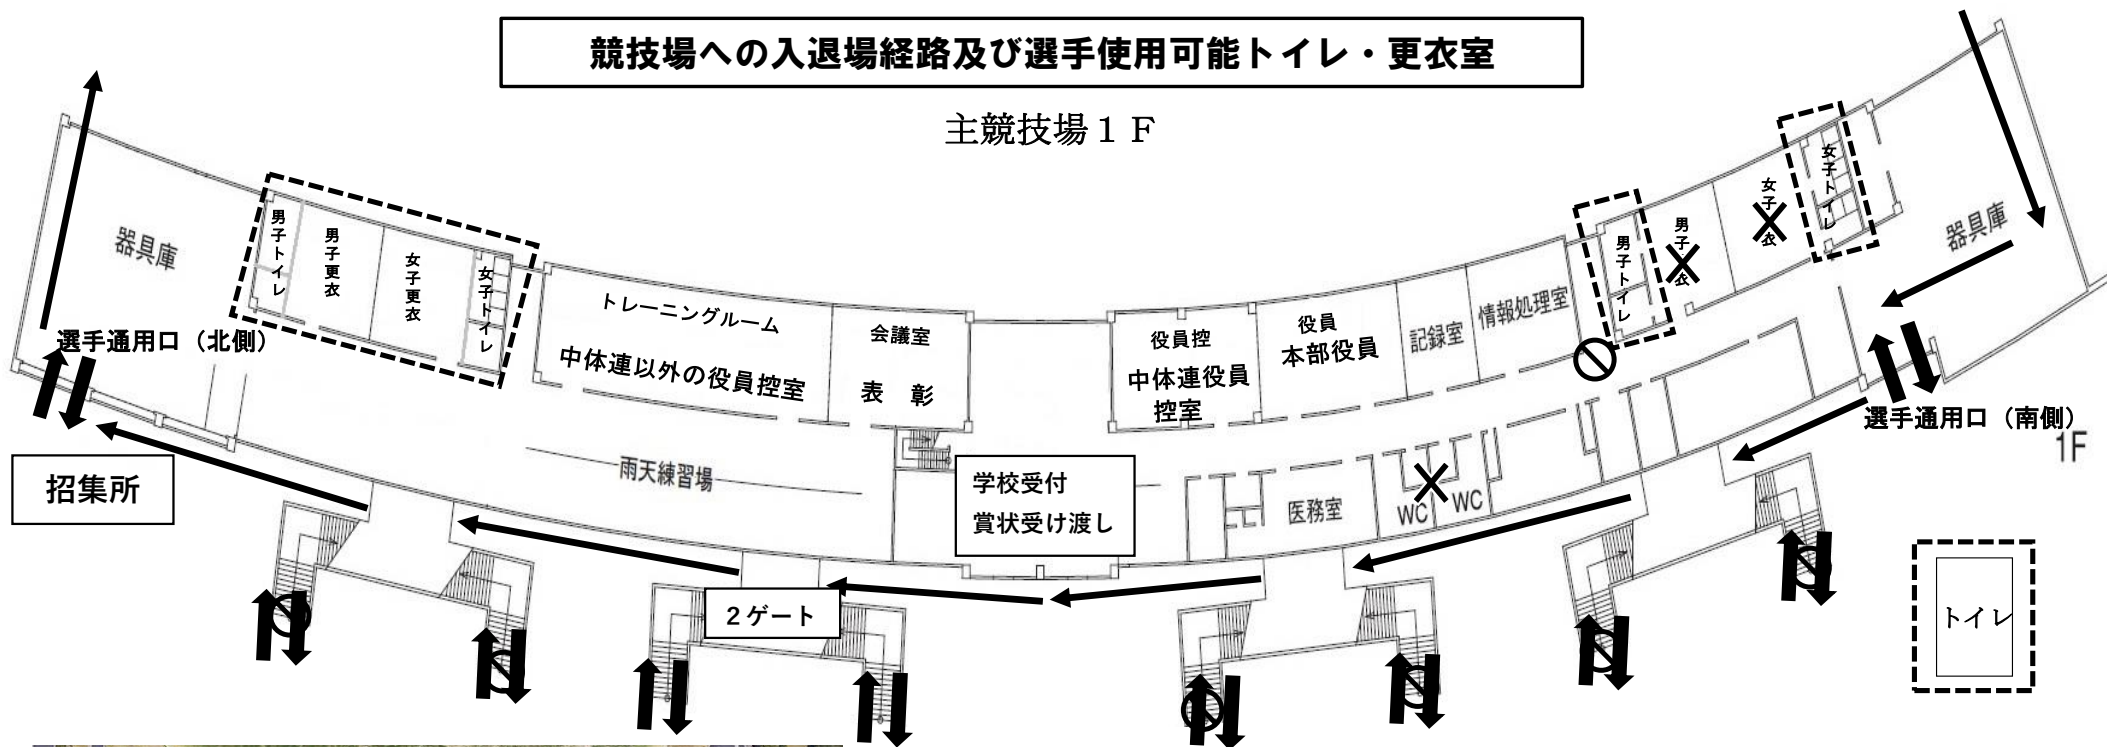 競技場への入退場経路及び選手使用可能トイレ・更衣室
主競技場１Ｆ
器具庫
男子トイレ
男子更衣
女子更衣
女子トイレ
トレーニングルーム
中体連以外の役員控室
会議室
表　彰
役員控
中体連役員
控室
役員
本部役員
記録室
情報処理室
男子トイレ
男子
衣
女子
衣
女子トイレ
器具庫
選手通用口（北側）
選手通用口（南側）
1F
招集所
雨天練習場
学校受付
賞状受け渡し
医務室
WC
WC
２ゲート
トイレ